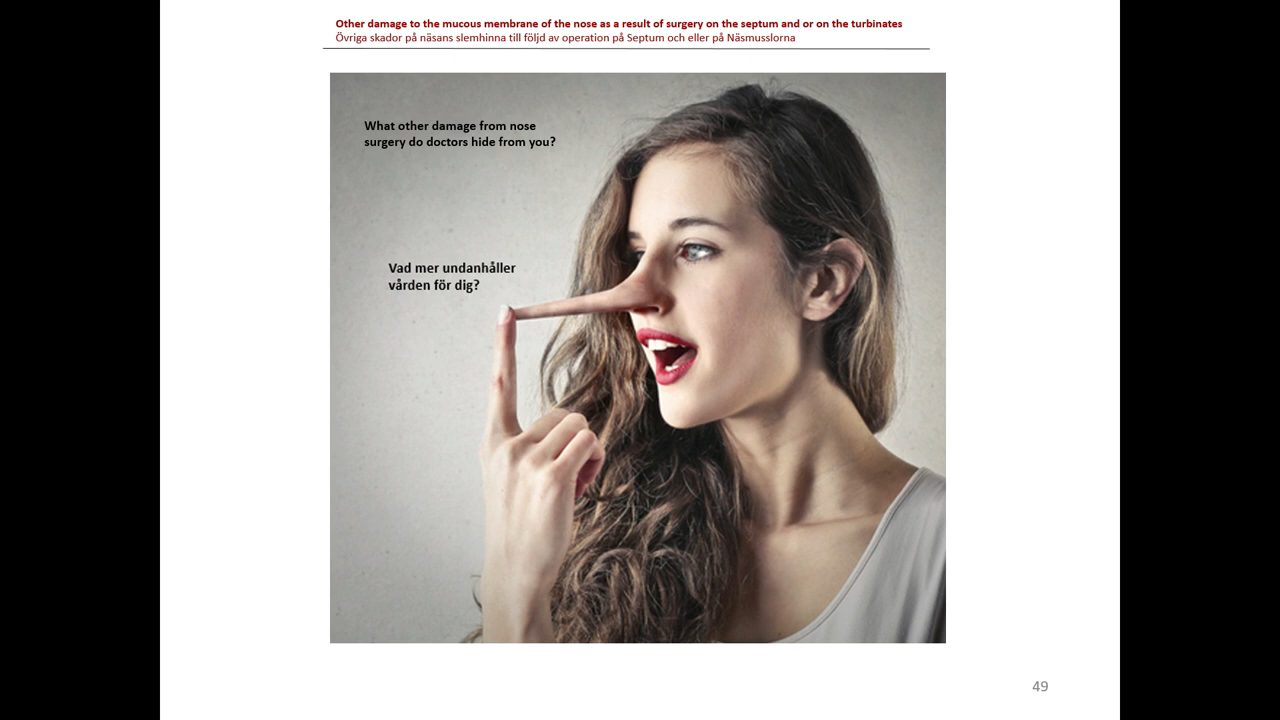 Other damage to the mucous membrane of the nose as a result of surgery on the septum and or on the turbinates
Övriga skador på näsans slemhinna till följd av operation på Septum och eller på Näsmusslorna
What other damage from nose
surgery do doctors hide from you?
Vad mer undanhåller
vården för dig?
49